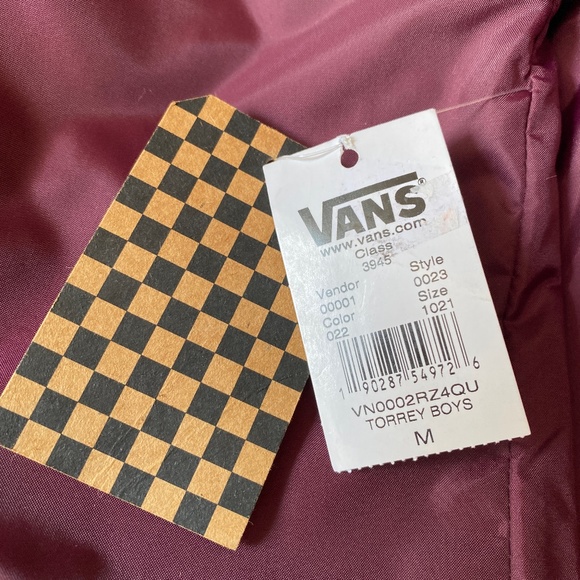 VANS®
www.vans.com
Class
3945
Vendor Style
00001 0023
Color Size
022 1021
1 90287 54972 6
VN0002RZ4QU
TORREY BOYS
M